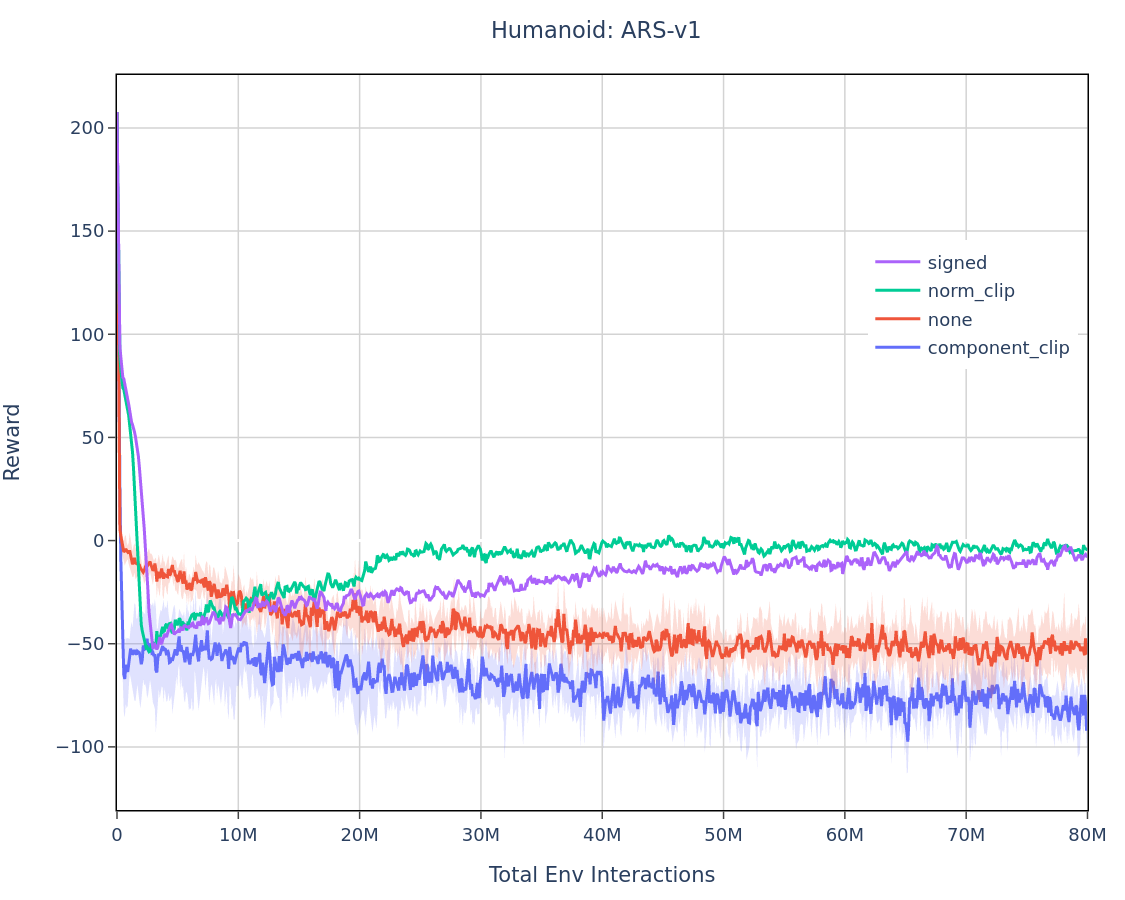 Humanoid: ARS-v1
200
150
100
50
0
−50
−100
Reward
signed
norm_clip
none
component_clip
0 10M 20M 30M 40M 50M 60M 70M 80M
Total Env Interactions